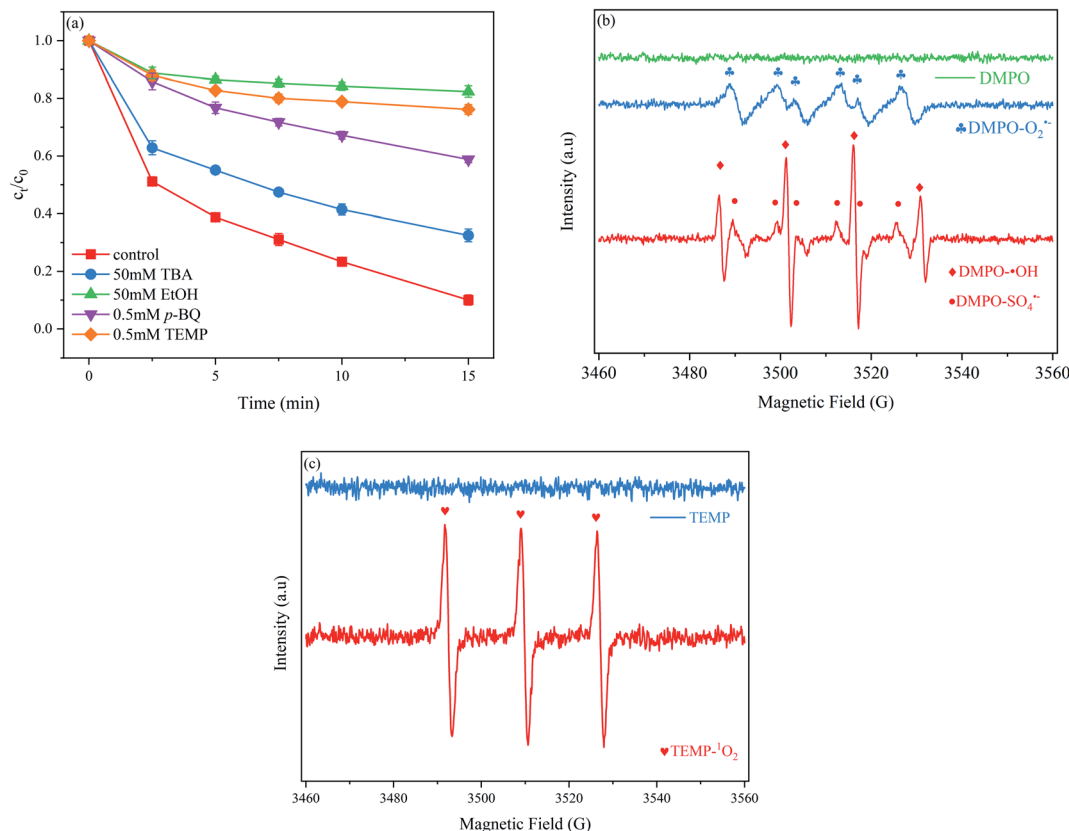 (a)
1.0
0.8
0.6
0.4
0.2
0.0
cₜ/c₀
control
50mM TBA
50mM EtOH
0.5mM p-BQ
0.5mM TEMP
0 5 10 15
Time (min)
(b)
Intensity (a.u)
DMPO
♣DMPO-O₂•⁻
♦DMPO-•OH
●DMPO-SO₄•⁻
3460 3480 3500 3520 3540 3560
Magnetic Field (G)
(c)
Intensity (a.u)
TEMP
♥TEMP-¹O₂
3460 3480 3500 3520 3540 3560
Magnetic Field (G)